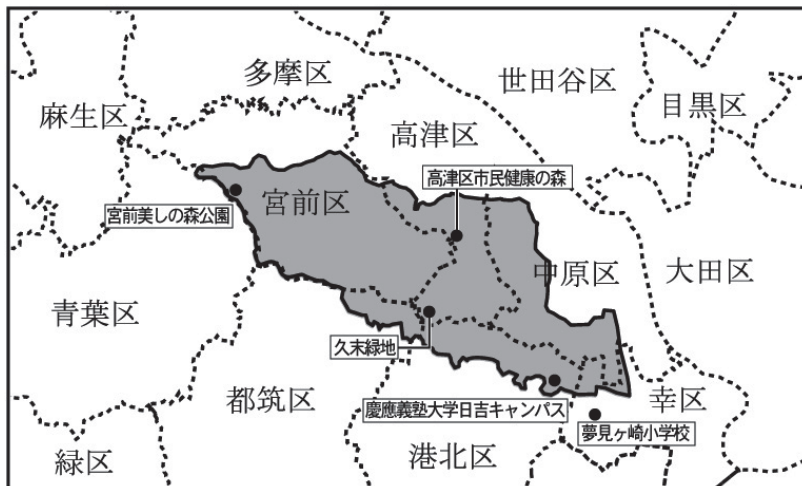 多摩区
世田谷区
麻生区
目黒区
高津区
高津区市民健康の森
宮前区
宮前美しの森公園
中原区
大田区
青葉区
久末緑地
都筑区
慶應義塾大学日吉キャンパス
幸区
夢見ヶ崎小学校
緑区
港北区